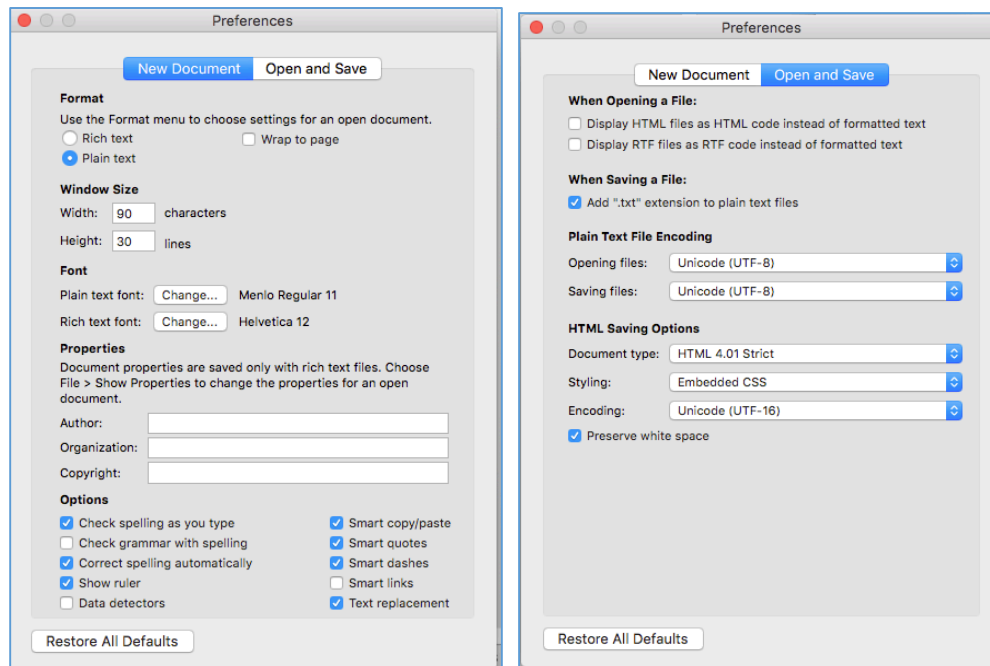 Preferences
New Document Open and Save
Format
Use the Format menu to choose settings for an open document.
Rich text Wrap to page
Plain text
Window Size
Width: 90 characters
Height: 30 lines
Font
Plain text font: Change... Menlo Regular 11
Rich text font: Change... Helvetica 12
Properties
Document properties are saved only with rich text files. Choose
File > Show Properties to change the properties for an open
document.
Author:
Organization:
Copyright:
Options
Check spelling as you type Smart copy/paste
Check grammar with spelling Smart quotes
Correct spelling automatically Smart dashes
Show ruler Smart links
Data detectors Text replacement
Restore All Defaults
Preferences
New Document Open and Save
When Opening a File:
Display HTML files as HTML code instead of formatted text
Display RTF files as RTF code instead of formatted text
When Saving a File:
Add ".txt" extension to plain text files
Plain Text File Encoding
Opening files: Unicode (UTF-8)
Saving files: Unicode (UTF-8)
HTML Saving Options
Document type: HTML 4.01 Strict
Styling: Embedded CSS
Encoding: Unicode (UTF-16)
Preserve white space
Restore All Defaults